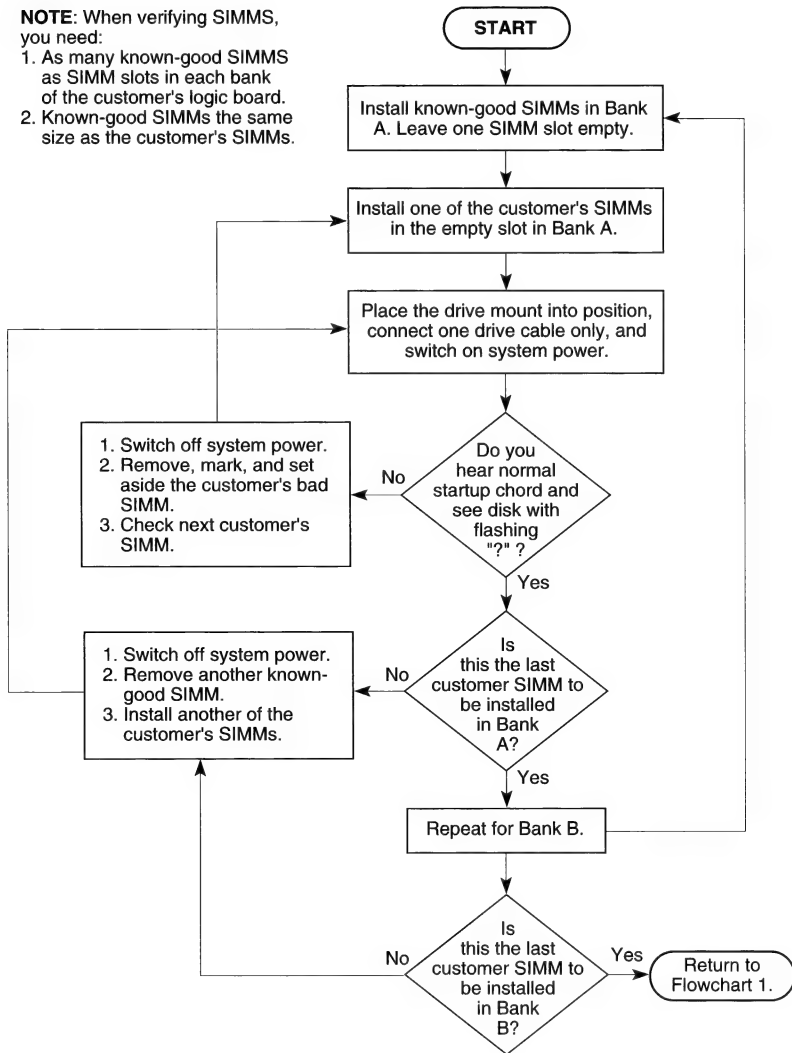 NOTE: When verifying SIMMS,
you need:
1. As many known-good SIMMS
as SIMM slots in each bank
of the customer's logic board.
2. Known-good SIMMs the same
size as the customer's SIMMs.
START
Install known-good SIMMs in Bank
A. Leave one SIMM slot empty.
Install one of the customer's SIMMs
in the empty slot in Bank A.
Place the drive mount into position,
connect one drive cable only, and
switch on system power.
Do you
hear normal
startup chord and
see disk with
flashing
"?" ?
No
1. Switch off system power.
2. Remove, mark, and set
aside the customer's bad
SIMM.
3. Check next customer's
SIMM.
Yes
Is
this the last
customer SIMM to
be installed
in Bank
A?
No
1. Switch off system power.
2. Remove another known-
good SIMM.
3. Install another of the
customer's SIMMs.
Yes
Repeat for Bank B.
Is
this the last
customer SIMM to
be installed
in Bank
B?
No
Yes
Return to
Flowchart 1.